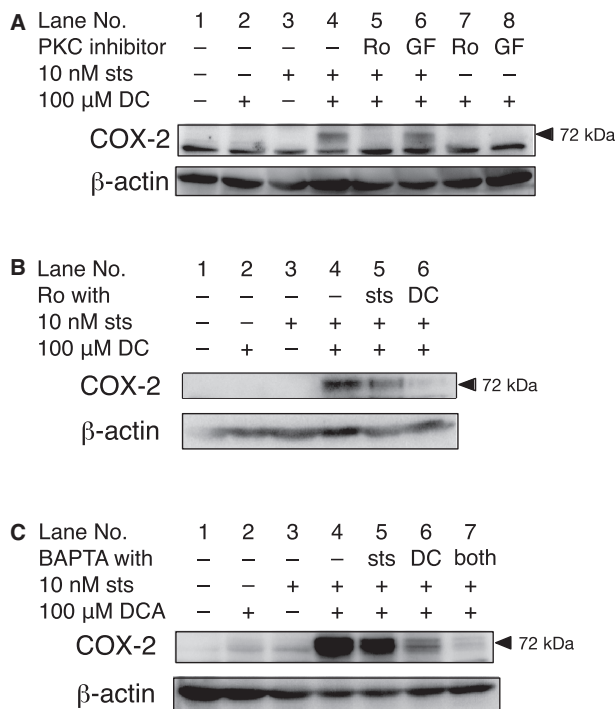 A Lane No. 1 2 3 4 5 6 7 8
PKC inhibitor – – – – Ro GF Ro GF
10 nM sts – – + + + + – –
100 μM DC – + – + + + + +
COX-2 72 kDa
β-actin
B Lane No. 1 2 3 4 5 6
Ro with – – – – sts DC
10 nM sts – – + + + +
100 μM DC – + – + + +
COX-2 72 kDa
β-actin
C Lane No. 1 2 3 4 5 6 7
BAPTA with – – – – sts DC both
10 nM sts – – + + + + +
100 μM DCA – + – + + + +
COX-2 72 kDa
β-actin